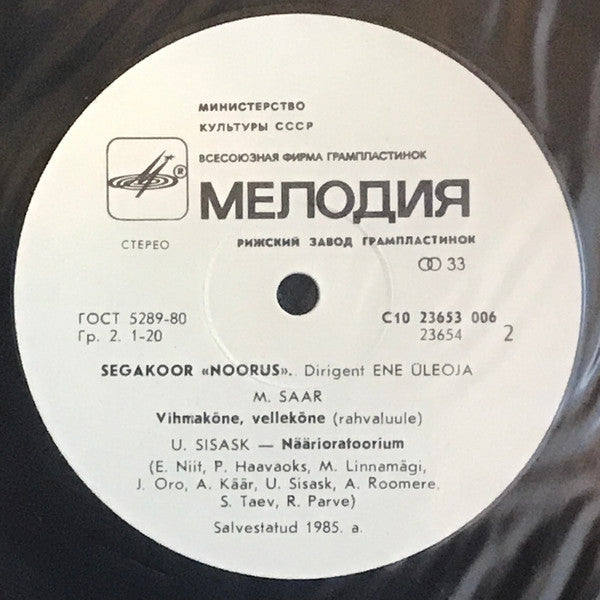 МИНИСТЕРСТВО
КУЛЬТУРЫ СССР
ВСЕСОЮЗНАЯ ФИРМА ГРАМПЛАСТИНОК
®
МЕЛОДИЯ
СТЕРЕО
РИЖСКИЙ ЗАВОД ГРАМПЛАСТИНОК
33
ГОСТ 5289-80
C10 23653 006
Гр. 2. 1-20
23654 2
SEGAKOOR «NOORUS». Dirigent ENE ÜLEOJA
M. SAAR
Vihmakõne, vellekõne (rahvaluule)
U. SISASK — Näärioratoorium
(E. Niit, P. Haavaoks, M. Linnamägi,
J. Oro, A. Käär, U. Sisask, A. Roomere,
S. Taev, R. Parve)
Salvestatud 1985. a.